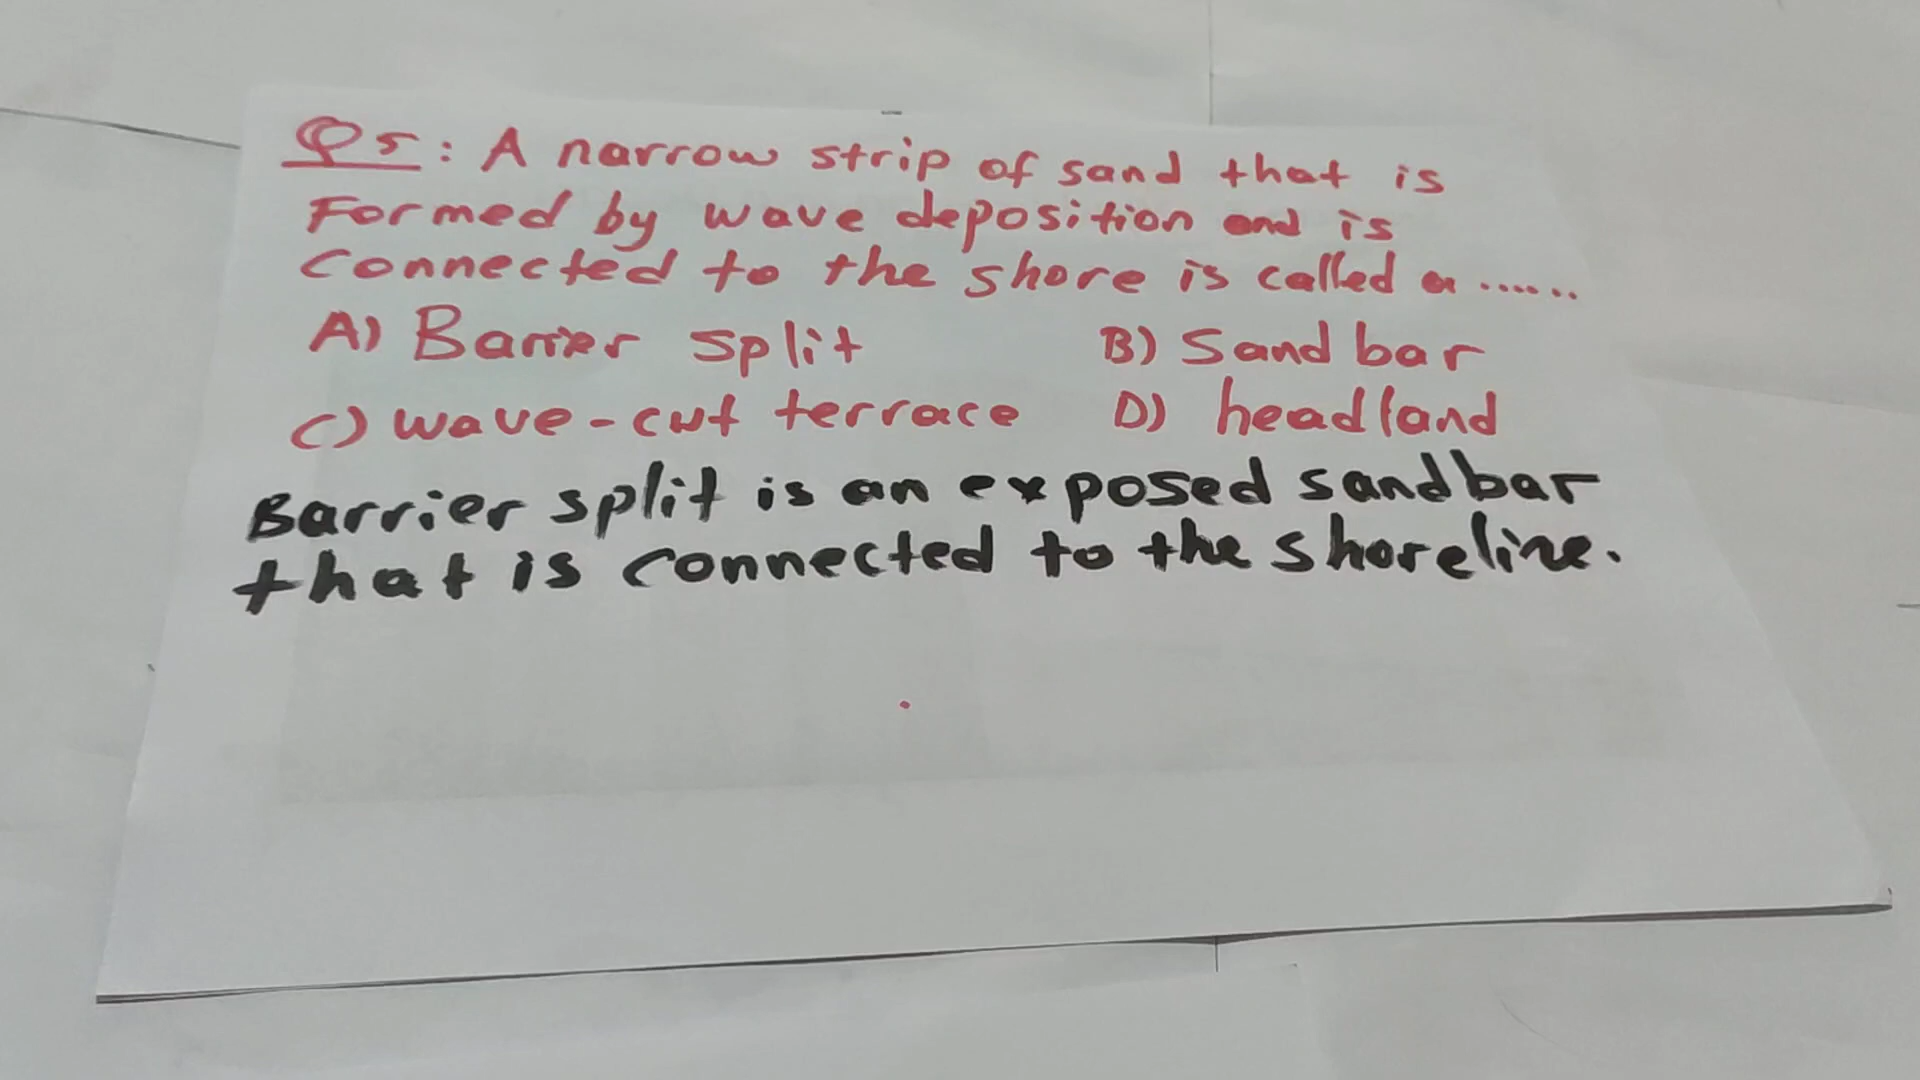 Q5: A narrow strip of sand that is
Formed by wave deposition and is
Connected to the shore is called a ......
A) Barrier split B) Sand bar
C) wave-cut terrace D) headland
Barrier split is an exposed sandbar
that is connected to the shoreline.